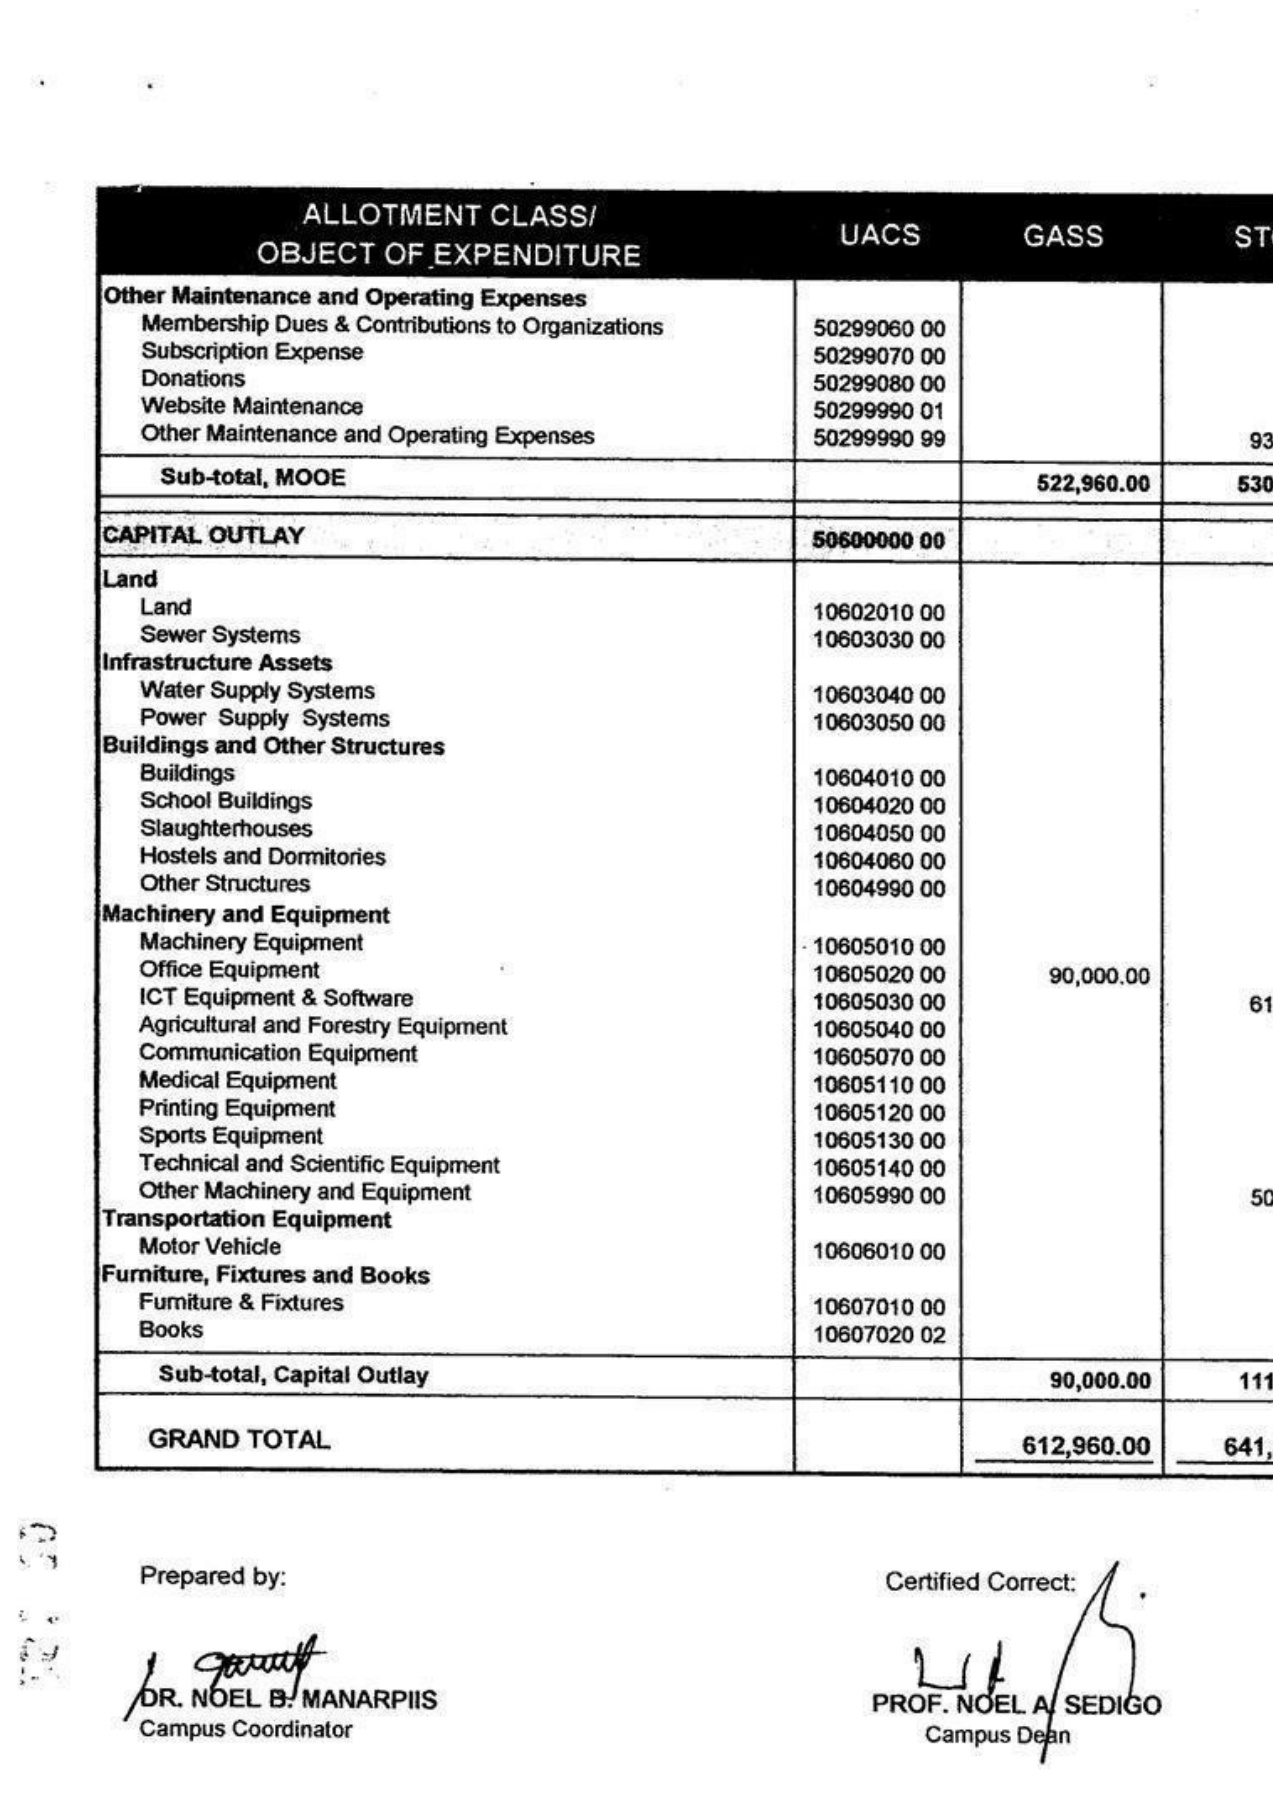 ALLOTMENT CLASS/
OBJECT OF EXPENDITURE UACS GASS ST
Other Maintenance and Operating Expenses
Membership Dues & Contributions to Organizations 50299060 00
Subscription Expense 50299070 00
Donations 50299080 00
Website Maintenance 50299990 01
Other Maintenance and Operating Expenses 50299990 99 93
Sub-total, MOOE 522,960.00 530
CAPITAL OUTLAY 50600000 00
Land
Land 10602010 00
Sewer Systems 10603030 00
Infrastructure Assets
Water Supply Systems 10603040 00
Power Supply Systems 10603050 00
Buildings and Other Structures
Buildings 10604010 00
School Buildings 10604020 00
Slaughterhouses 10604050 00
Hostels and Dormitories 10604060 00
Other Structures 10604990 00
Machinery and Equipment
Machinery Equipment 10605010 00
Office Equipment 10605020 00 90,000.00
ICT Equipment & Software 10605030 00 61
Agricultural and Forestry Equipment 10605040 00
Communication Equipment 10605070 00
Medical Equipment 10605110 00
Printing Equipment 10605120 00
Sports Equipment 10605130 00
Technical and Scientific Equipment 10605140 00
Other Machinery and Equipment 10605990 00 50
Transportation Equipment
Motor Vehicle 10606010 00
Furniture, Fixtures and Books
Furniture & Fixtures 10607010 00
Books 10607020 02
Sub-total, Capital Outlay 90,000.00 111
GRAND TOTAL 612,960.00 641,
Prepared by: Certified Correct:
DR. NOEL B. MANARPIIS PROF. NOEL A. SEDIGO
Campus Coordinator Campus Dean